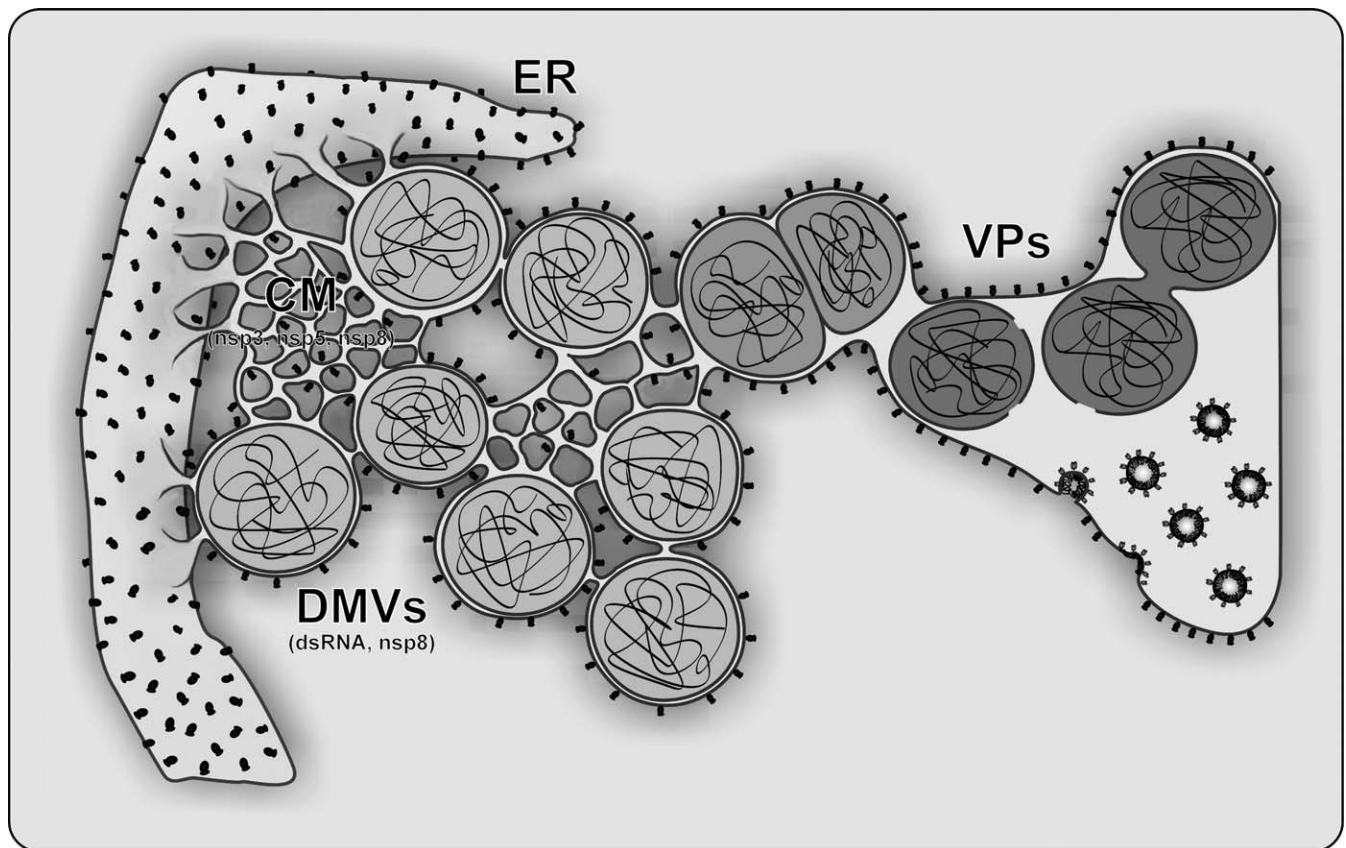 ER
VPs
CM
(nsp3, nsp5, nsp8)
DMVs
(dsRNA, nsp8)